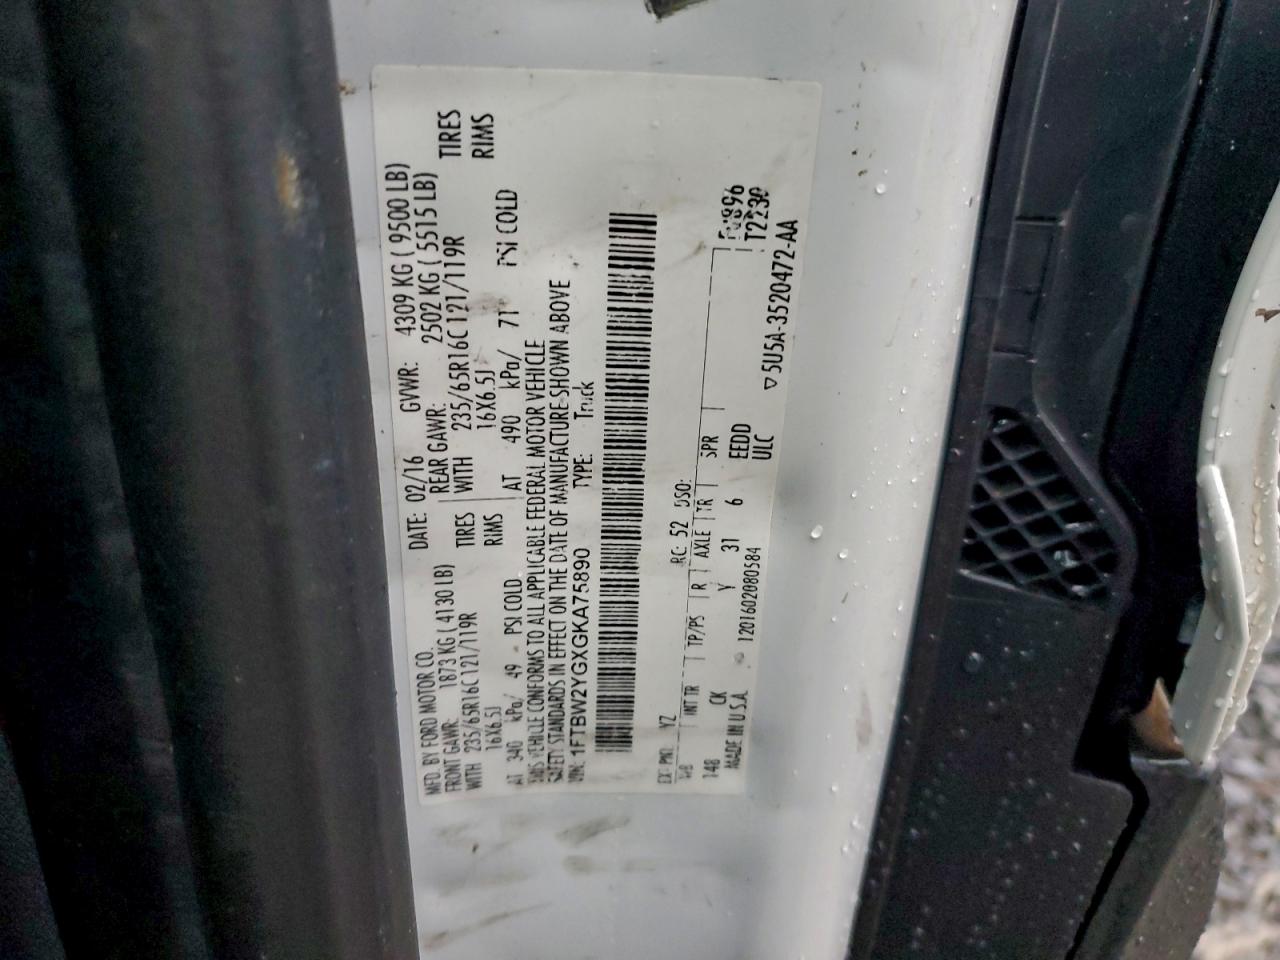 MFD. BY FORD MOTOR CO.
DATE: 02/16 GVWR: 4309 KG ( 9500 LB)
FRONT GAWR: 1873 KG ( 4130 LB)
REAR GAWR: 2502 KG ( 5515 LB)
WITH 235/65R16C 121/119R TIRES
WITH 235/65R16C 121/119R TIRES
16X6.5J RIMS
16X6.5J RIMS
AT 340 kPa/ 49 PSI COLD
AT 490 kPa/ 71 PSI COLD
THIS VEHICLE CONFORMS TO ALL APPLICABLE FEDERAL MOTOR VEHICLE
SAFETY STANDARDS IN EFFECT ON THE DATE OF MANUFACTURE SHOWN ABOVE
VIN: 1FTBW2YGXGKA75890 TYPE: Truck
EXT PNT: YZ RC: 52 DSO:
WB INT TR TP/PS R AXLE TR SPR
148 CK Y 31 6 EEDD
ULC
T2230
MADE IN U.S.A. 1201602080584
▽5U5A-3520472-AA